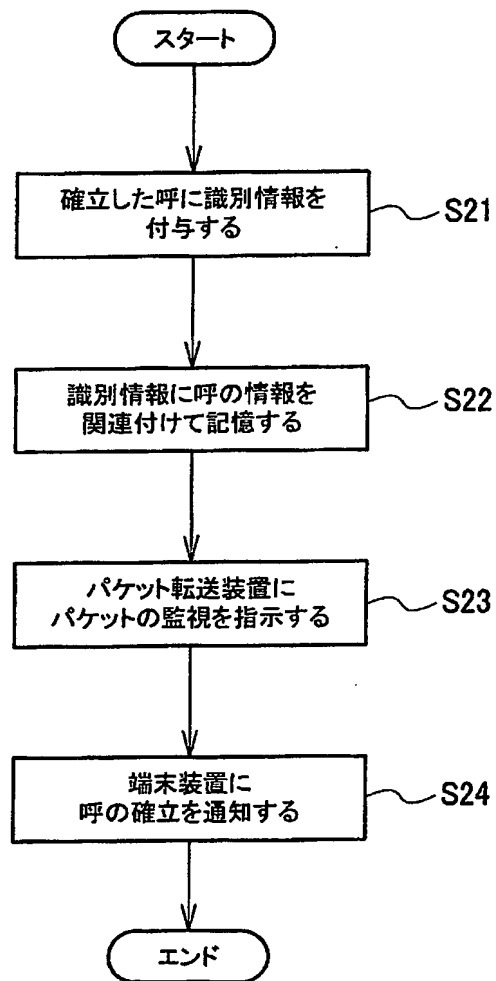 スタート
確立した呼に識別情報を
付与する
S21
識別情報に呼の情報を
関連付けて記憶する
S22
パケット転送装置に
パケットの監視を指示する
S23
端末装置に
呼の確立を通知する
S24
エンド